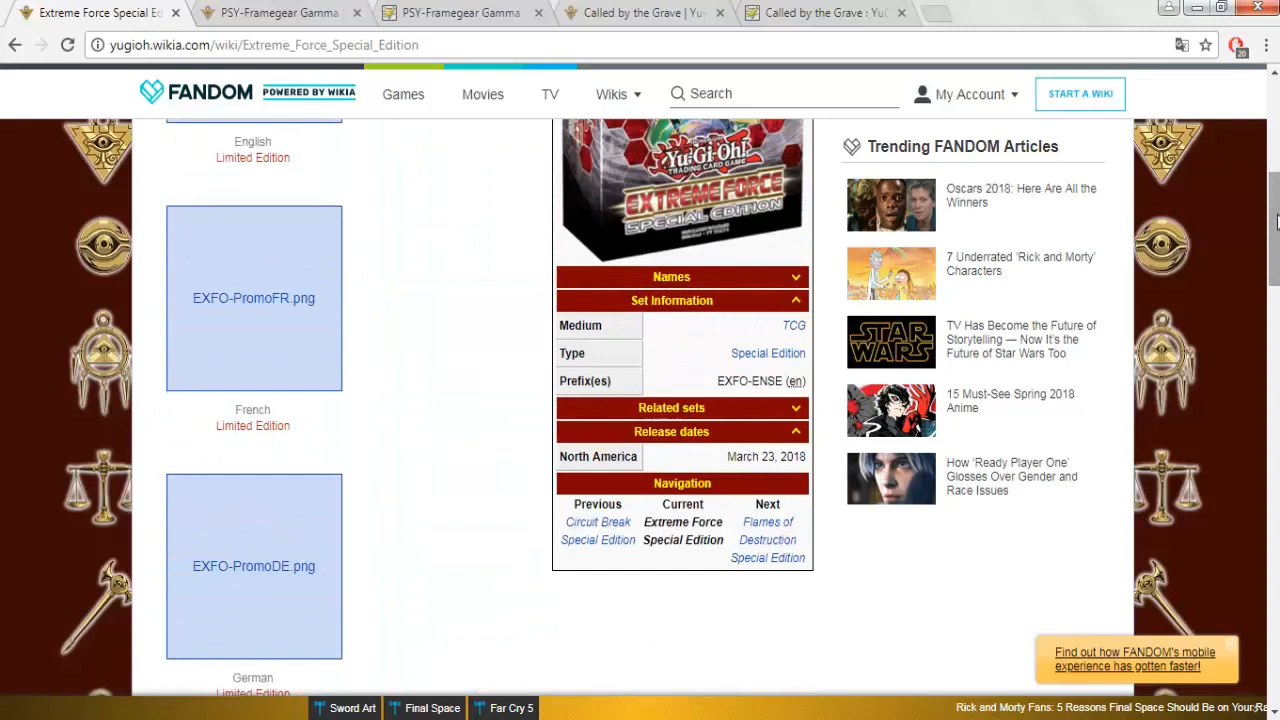 Extreme Force Special Ed
PSY-Framegear Gamma
PSY-Framegear Gamma
Called by the Grave | Yu
Called by the Grave : YuG
yugioh.wikia.com/wiki/Extreme_Force_Special_Edition
20
FANDOM POWERED BY WIKIA
Games
Movies
TV
Wikis
Search
My Account
START A WIKI
English
Limited Edition
EXFO-PromoFR.png
French
Limited Edition
EXFO-PromoDE.png
German
Limited Edition
Yu-Gi-Oh!
TRADING CARD GAME
EXTREME FORCE
SPECIAL EDITION
Names
Set Information
Medium TCG
Type Special Edition
Prefix(es) EXFO-ENSE (en)
Related sets
Release dates
North America March 23, 2018
Navigation
Previous Current Next
Circuit Break Extreme Force Flames of
Special Edition Special Edition Destruction
Special Edition
Trending FANDOM Articles
Oscars 2018: Here Are All the
Winners
7 Underrated ‘Rick and Morty’
Characters
STAR
WARS
TV Has Become the Future of
Storytelling — Now It's the
Future of Star Wars Too
15 Must-See Spring 2018
Anime
How ‘Ready Player One’
Glosses Over Gender and
Race Issues
Find out how FANDOM's mobile
experience has gotten faster!
Sword Art
Final Space
Far Cry 5
Rick and Morty Fans: 5 Reasons Final Space Should Be on Your